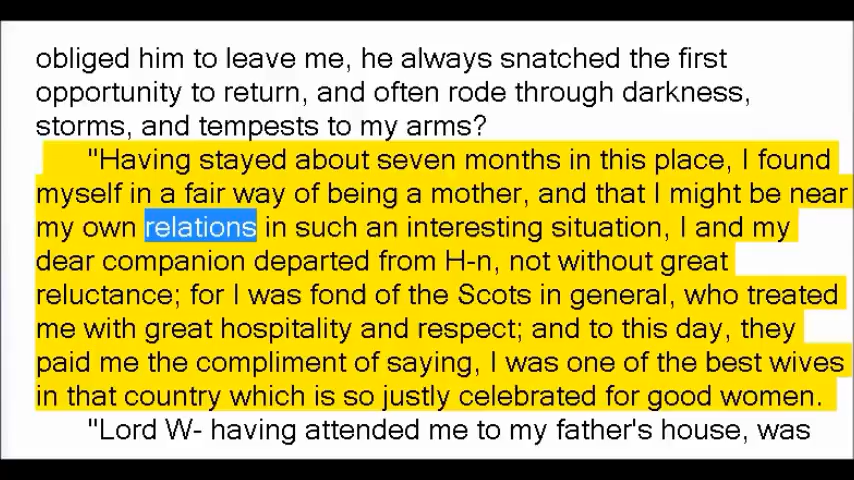 obliged him to leave me, he always snatched the first
opportunity to return, and often rode through darkness,
storms, and tempests to my arms?
"Having stayed about seven months in this place, I found
myself in a fair way of being a mother, and that I might be near
my own relations in such an interesting situation, I and my
dear companion departed from H-n, not without great
reluctance; for I was fond of the Scots in general, who treated
me with great hospitality and respect; and to this day, they
paid me the compliment of saying, I was one of the best wives
in that country which is so justly celebrated for good women.
"Lord W- having attended me to my father's house, was